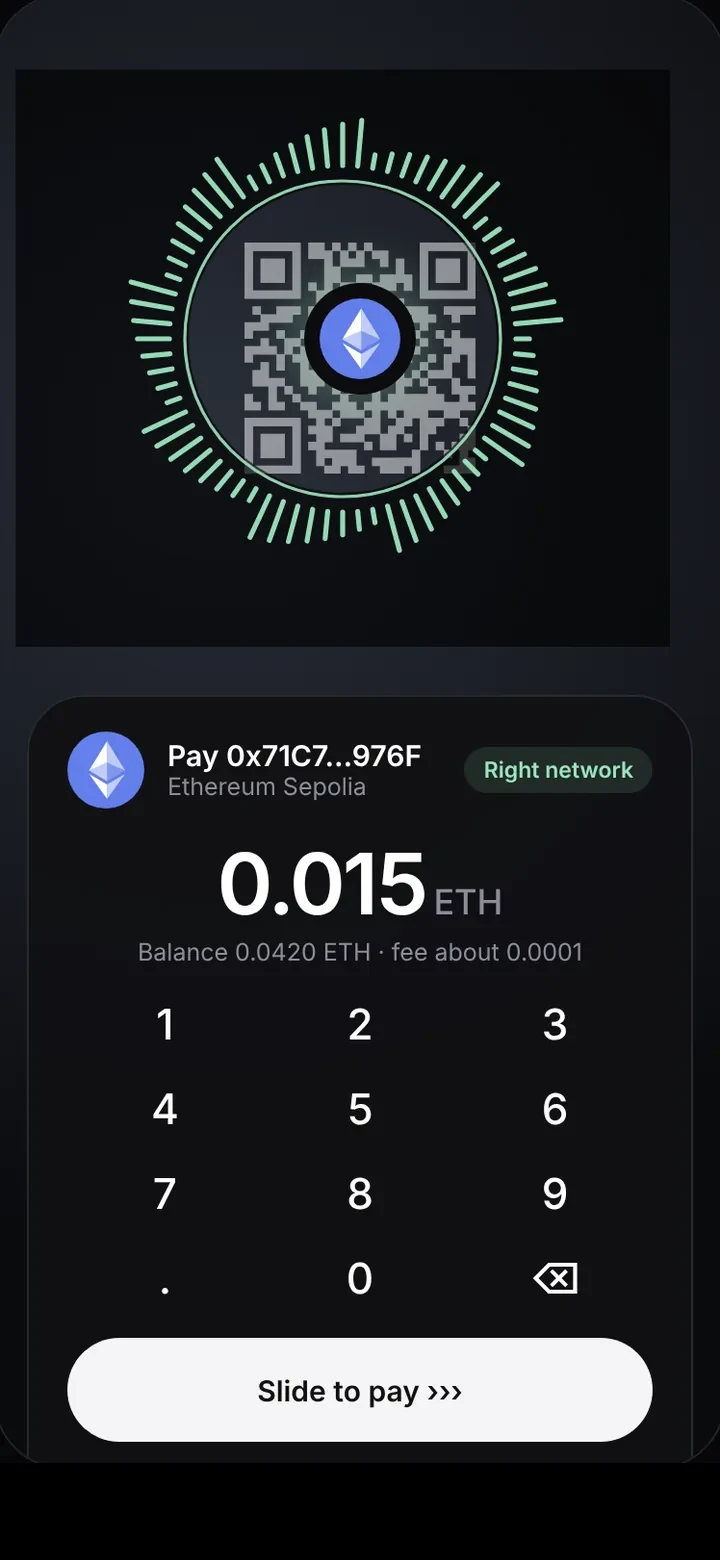 Pay 0x71C7...976F
Right network
Ethereum Sepolia
0.015 ETH
Balance 0.0420 ETH · fee about 0.0001
1 2 3
4 5 6
7 8 9
. 0
Slide to pay ›››